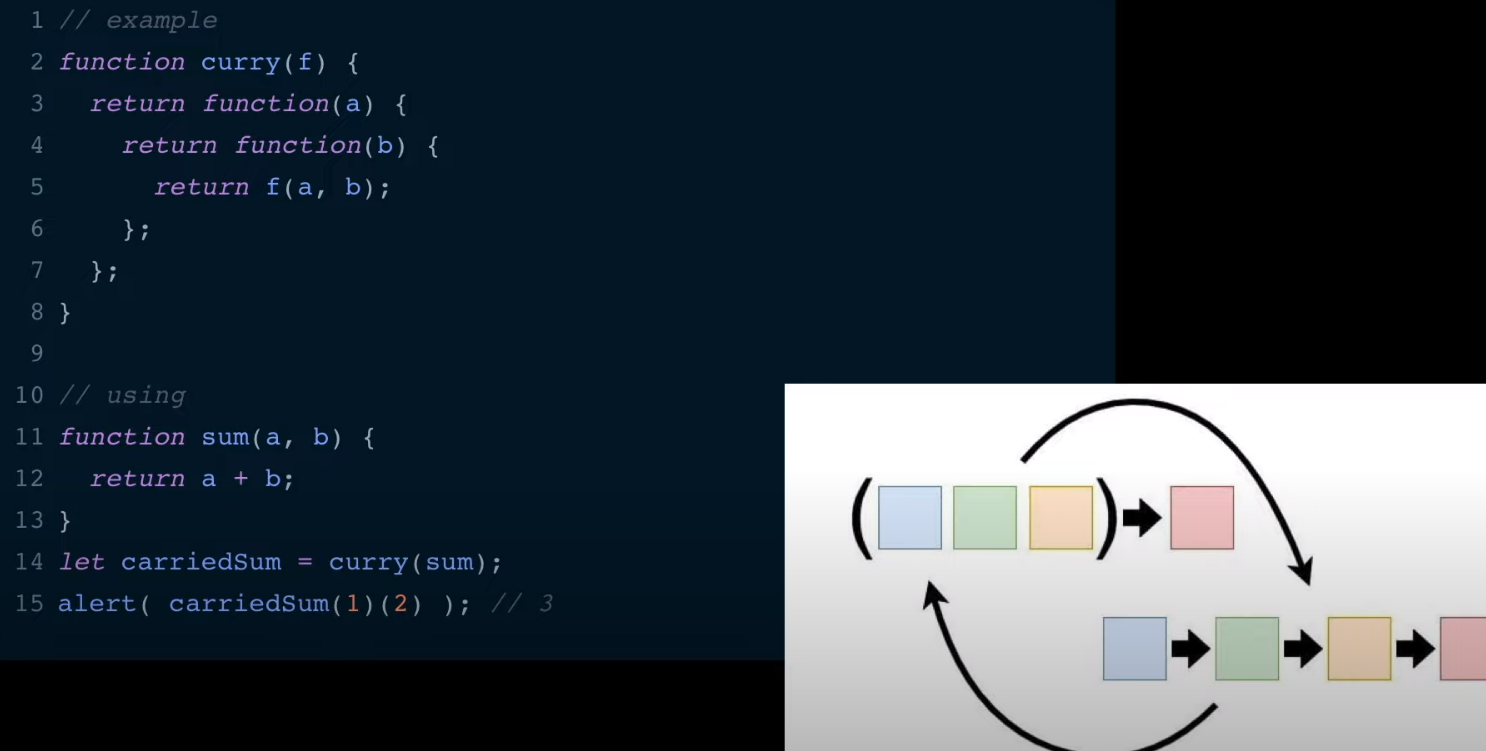 1 // example
2 function curry(f) {
3   return function(a) {
4     return function(b) {
5       return f(a, b);
6     };
7   };
8 }
9
10 // using
11 function sum(a, b) {
12   return a + b;
13 }
14 let carriedSum = curry(sum);
15 alert( carriedSum(1)(2) ); // 3